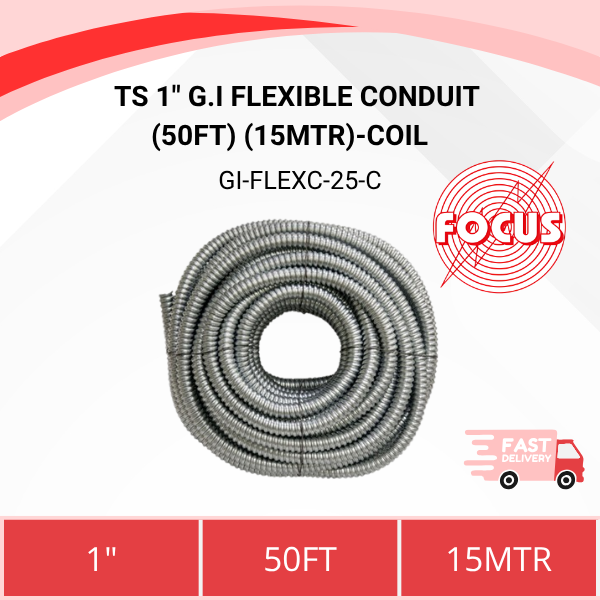 TS 1" G.I FLEXIBLE CONDUIT
(50FT) (15MTR)-COIL
GI-FLEXC-25-C
FOCUS
FAST
DELIVERY
1"
50FT
15MTR